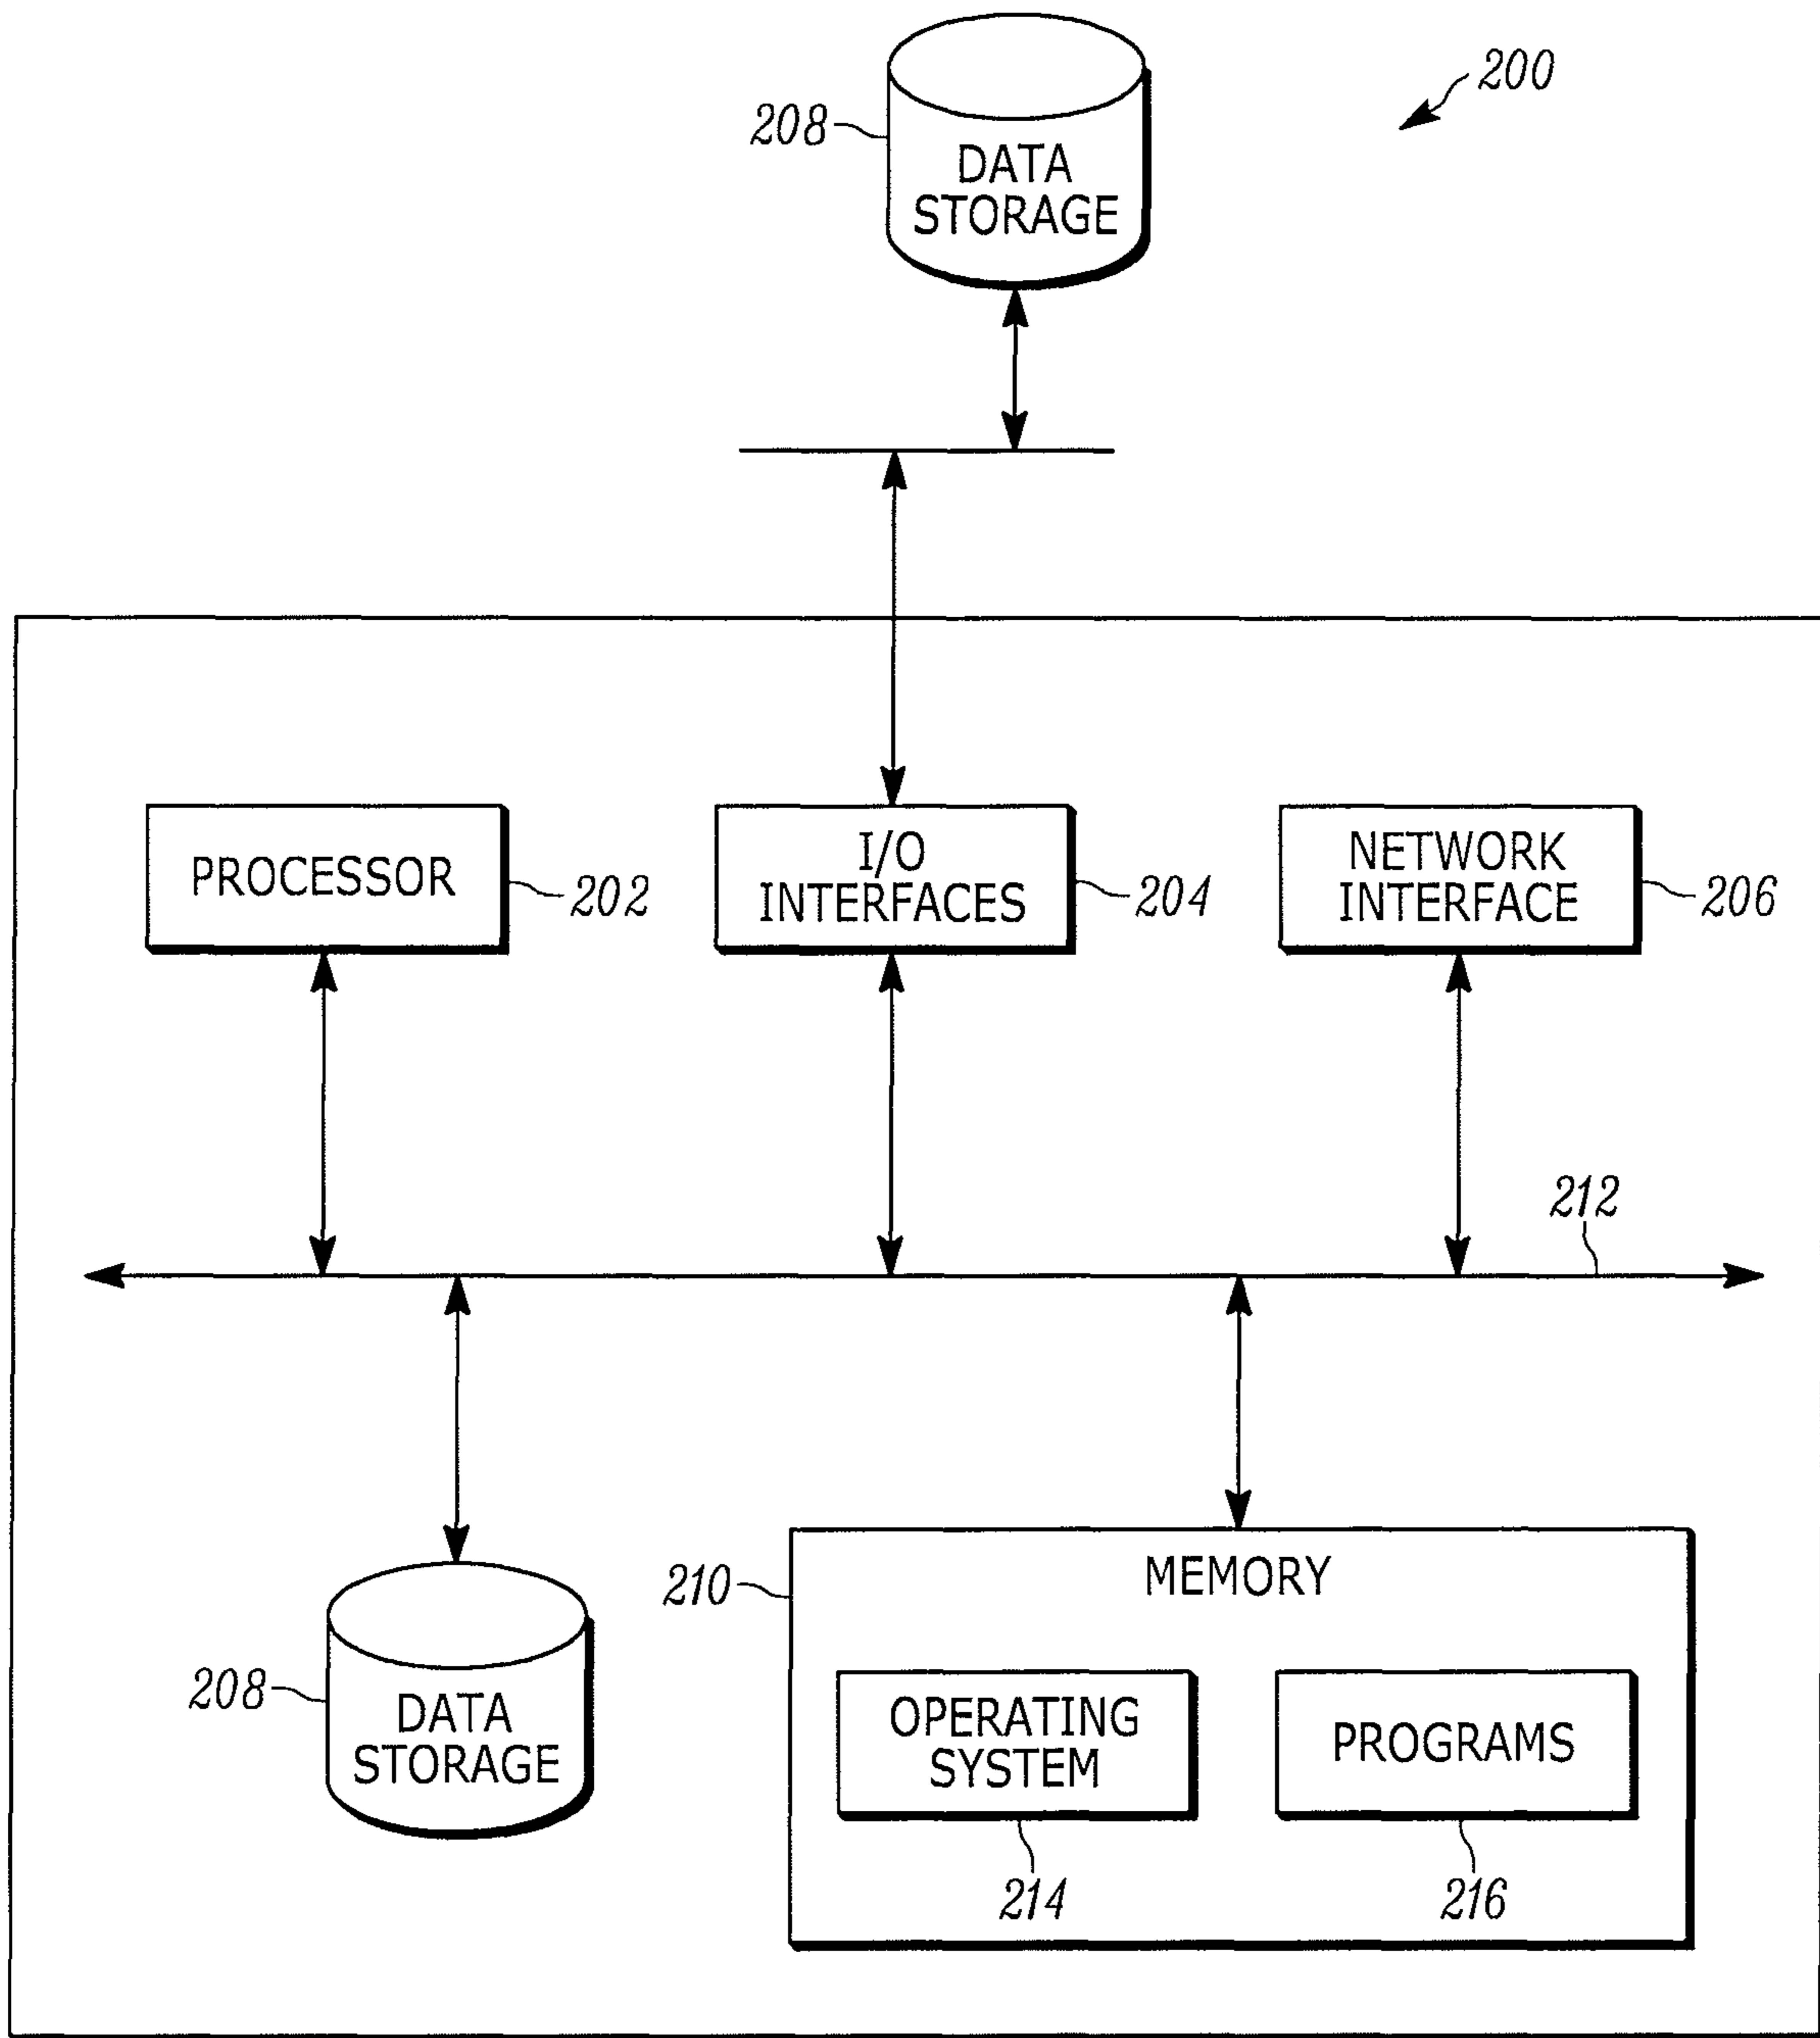 200
208
DATA
STORAGE
PROCESSOR
202
I/O
INTERFACES
204
NETWORK
INTERFACE
206
212
208
DATA
STORAGE
210
MEMORY
OPERATING
SYSTEM
PROGRAMS
214
216